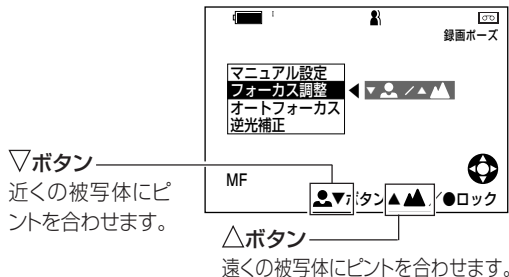 録画ポーズ
マニュアル設定
フォーカス調整
オートフォーカス
逆光補正
▼ / ▲
MF
▼ボタン ▲ / ●ロック
▽ボタン
近くの被写体にピ
ントを合わせます。
△ボタン
遠くの被写体にピントを合わせます。